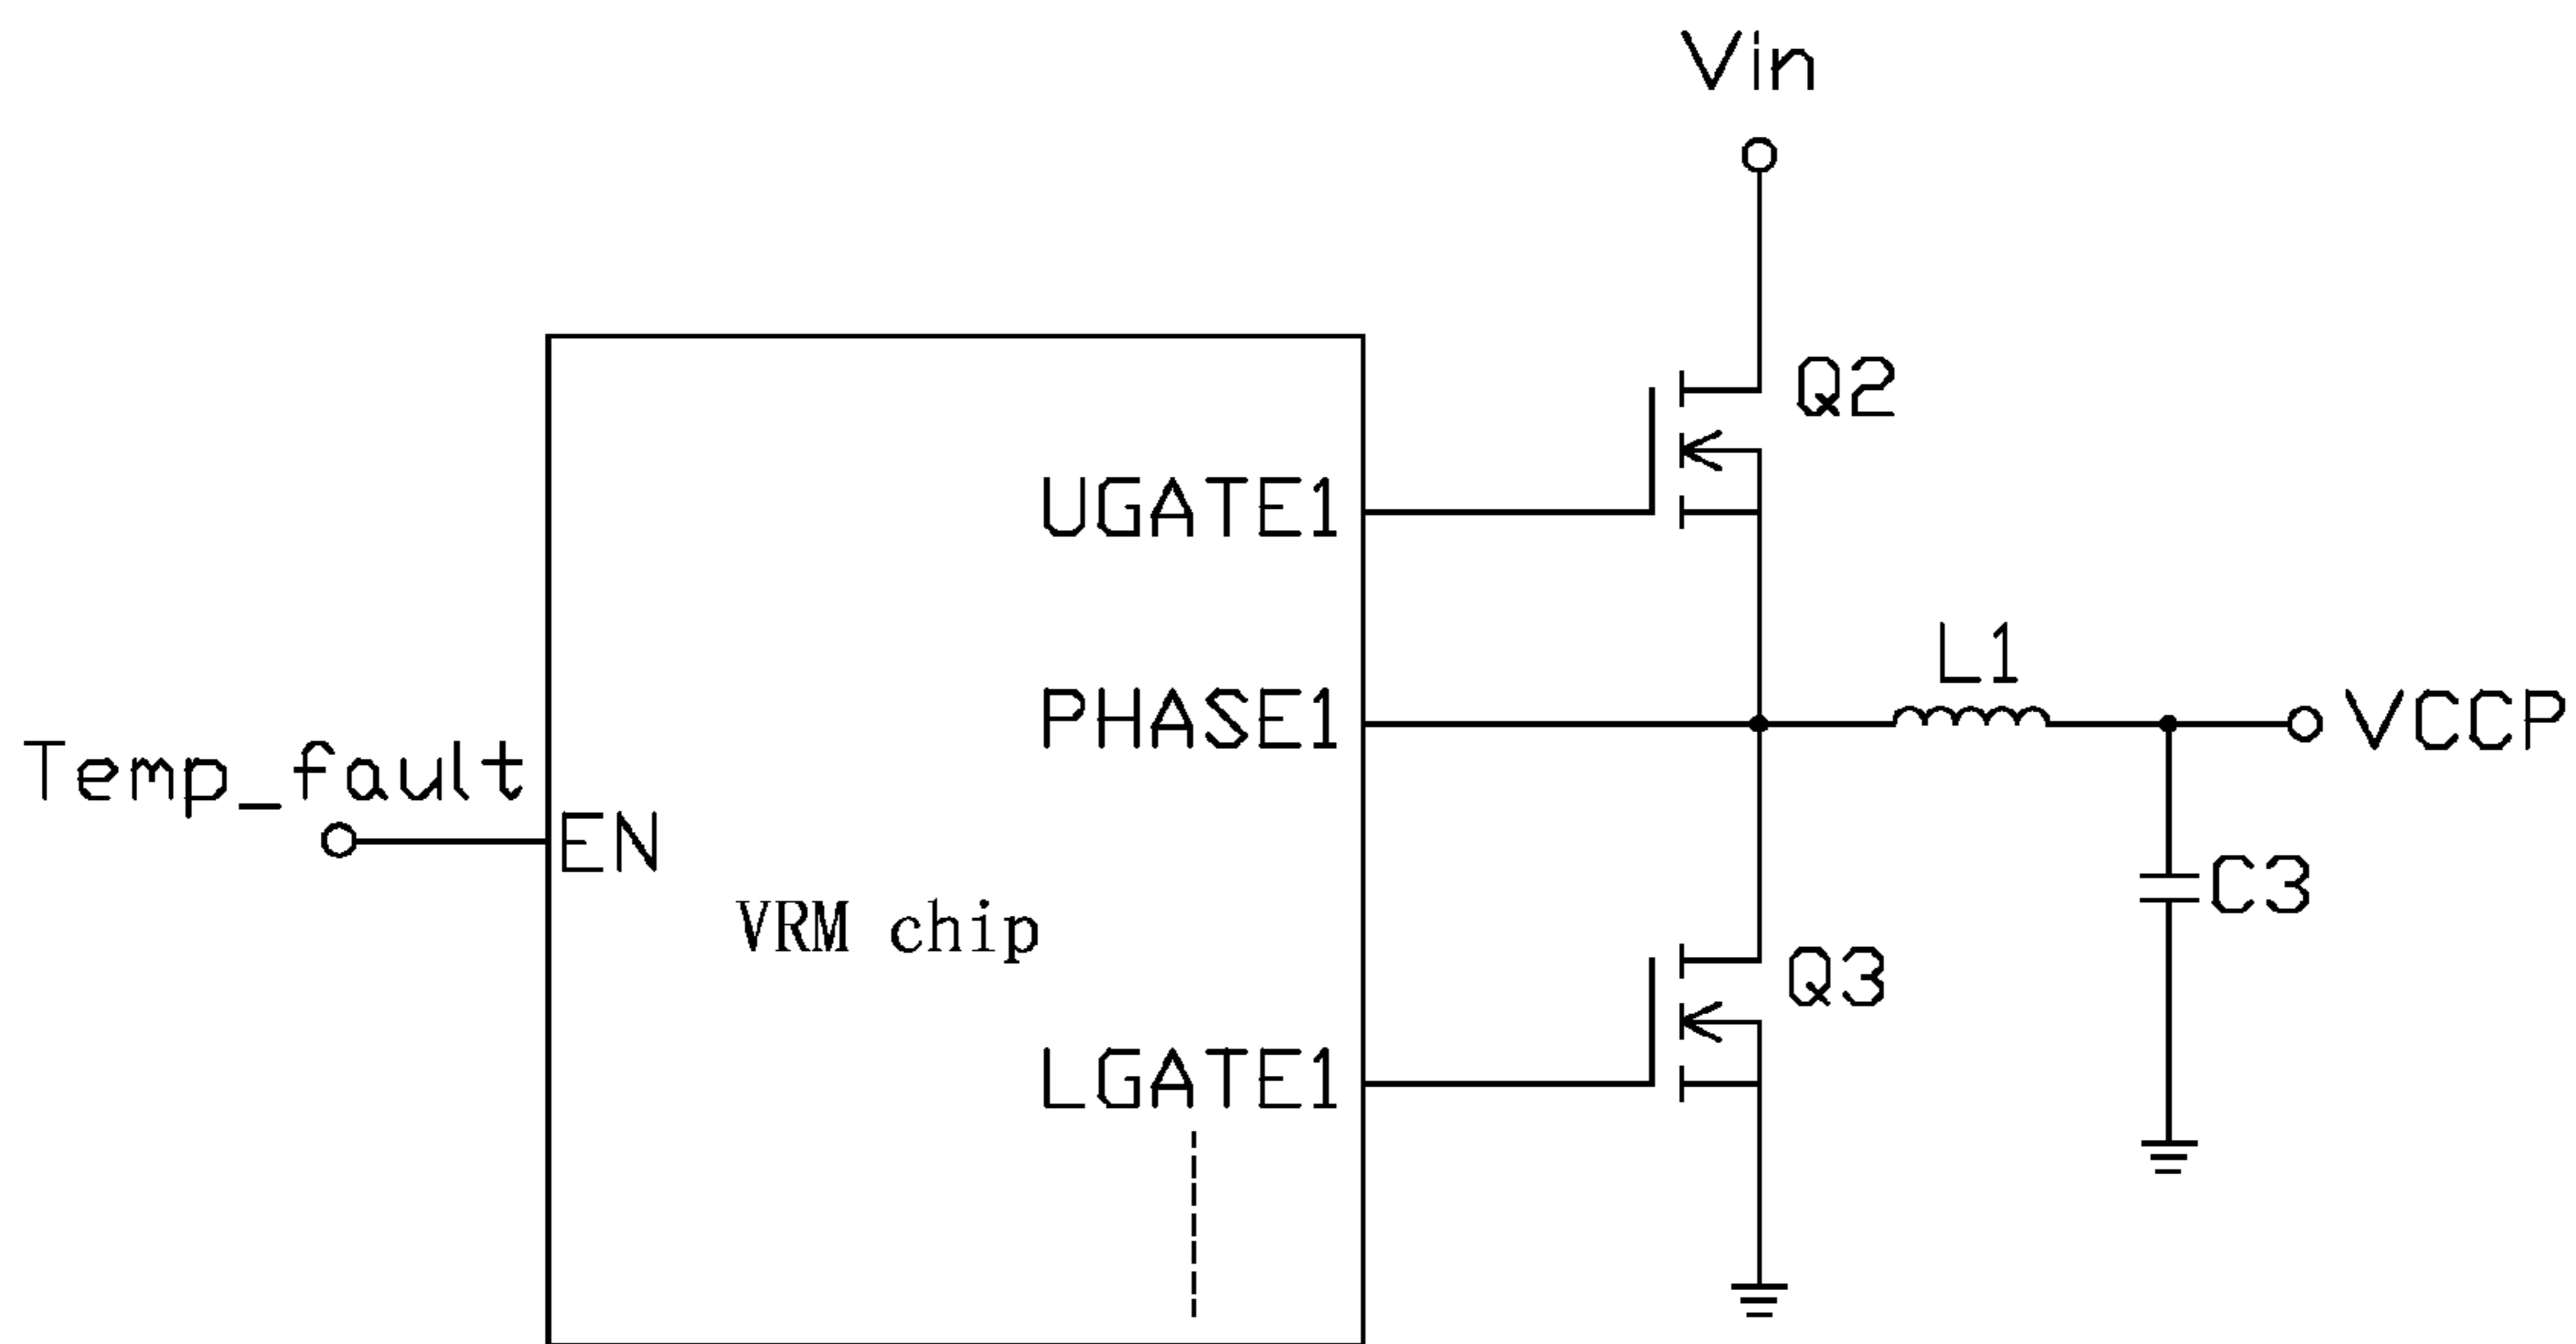 Vin
Q2
UGATE1
L1
PHASE1
VCCP
Temp_fault
EN
C3
VRM chip
Q3
LGATE1